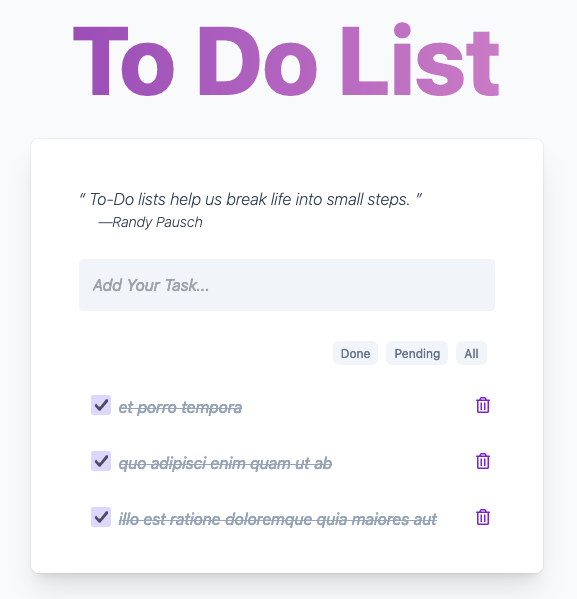 To Do List
“ To-Do lists help us break life into small steps. ”
—Randy Pausch
Add Your Task...
Done Pending All
et porro tempora
quo adipisci enim quam ut ab
illo est ratione doloremque quia maiores aut